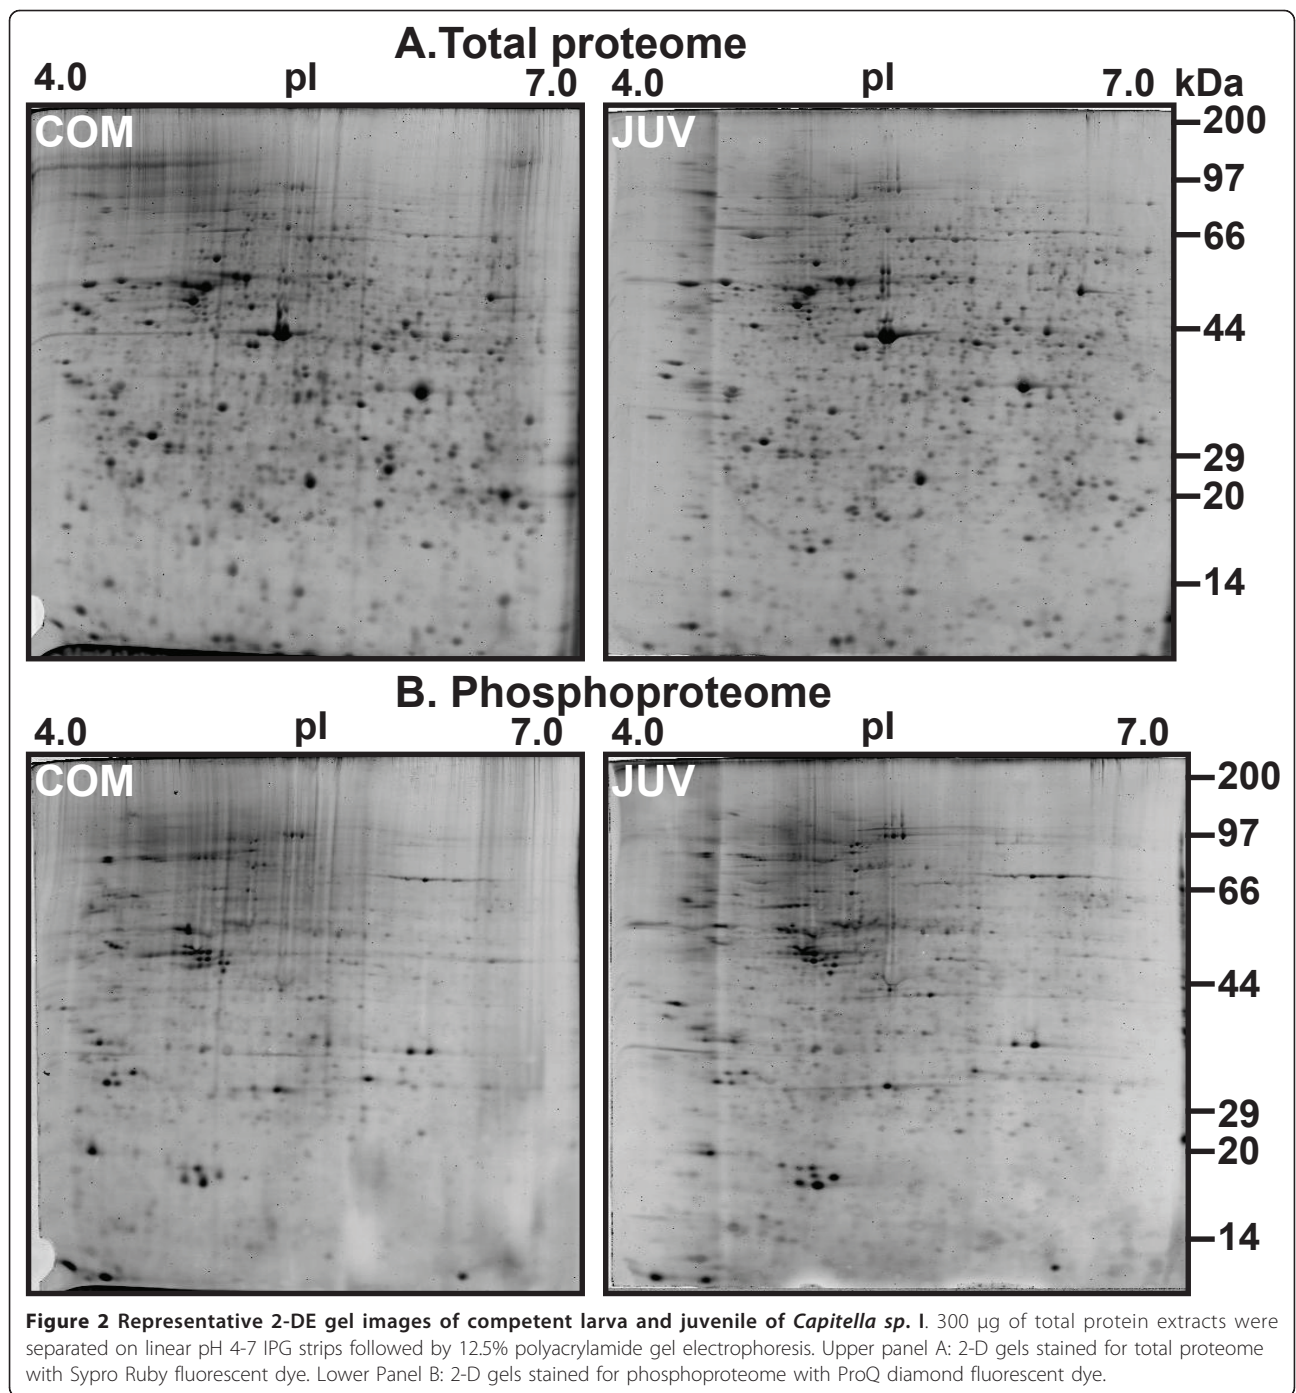 A.Total proteome
4.0 pI 7.0 4.0 pI 7.0 kDa
COM JUV
200
97
66
44
29
20
14
B. Phosphoproteome
4.0 pI 7.0 4.0 pI 7.0
COM JUV
200
97
66
44
29
20
14
Figure 2 Representative 2-DE gel images of competent larva and juvenile of Capitella sp. I. 300 μg of total protein extracts were
separated on linear pH 4-7 IPG strips followed by 12.5% polyacrylamide gel electrophoresis. Upper panel A: 2-D gels stained for total proteome
with Sypro Ruby fluorescent dye. Lower Panel B: 2-D gels stained for phosphoproteome with ProQ diamond fluorescent dye.